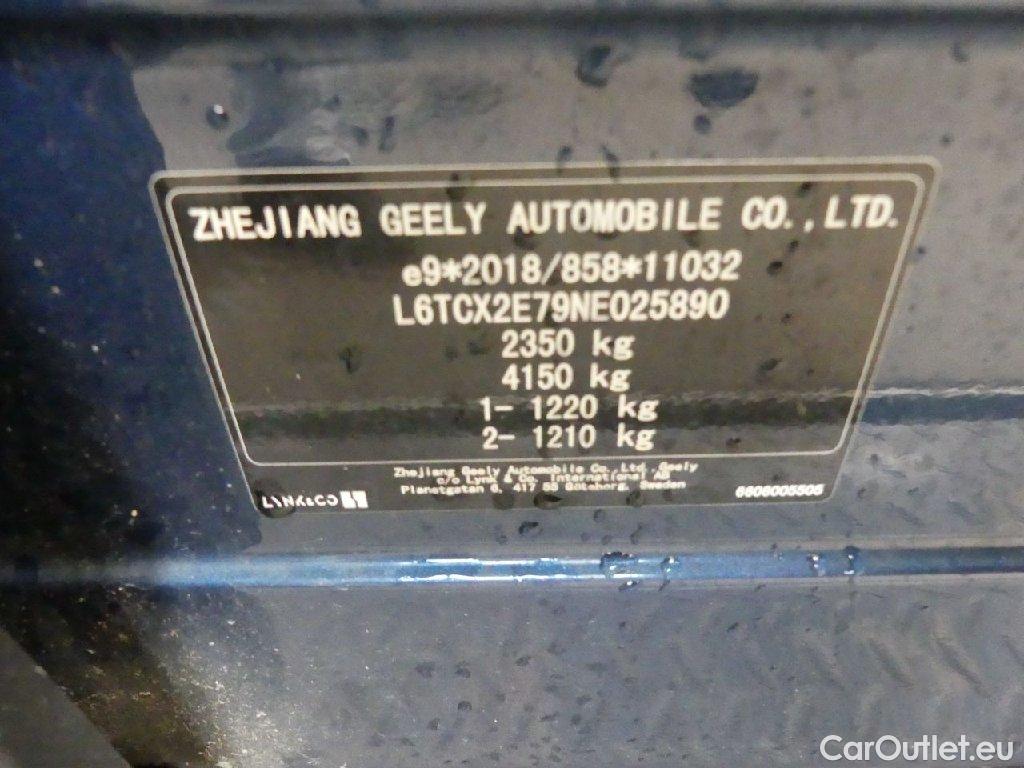 ZHEJIANG GEELY AUTOMOBILE CO.,LTD.
e9*2018/858*11032
L6TCX2E79NE025890
2350 kg
4150 kg
1- 1220 kg
2- 1210 kg
Zhejiang Geely Automobile Co., Ltd. Geely
c/o Lynk & Co. International AB
Planetgatan 6, 417 55 Göteborg, Sweden
LYNK&CO
6608005505
CarOutlet.eu